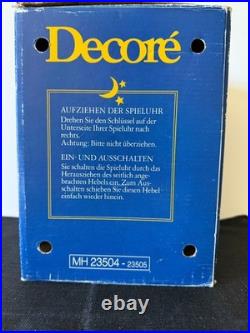 Decoré
AUFZIEHEN DER SPIELUHR
Drehen Sie den Schlüssel auf der
Unterseite Ihrer Spieluhr nach
rechts.
Achtung: Bitte nicht überziehen.
EIN- UND AUSSCHALTEN
Sie schalten die Spieluhr durch das
Herausziehen des seitlich ange-
brachten Hebels ein. Zum Aus-
schalten schieben Sie diesen Hebel
einfach wieder hinein.
MH 23504 - 23505